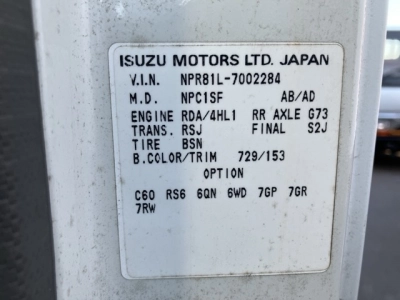 ISUZU MOTORS LTD. JAPAN
V.I.N. NPR81L-7002284
M.D. NPC1SF AB/AD
ENGINE RDA/4HL1 RR AXLE G73
TRANS. RSJ FINAL S2J
TIRE BSN
B.COLOR/TRIM 729/153
OPTION
C60 RS6 6QN 6WD 7GP 7GR
7RW